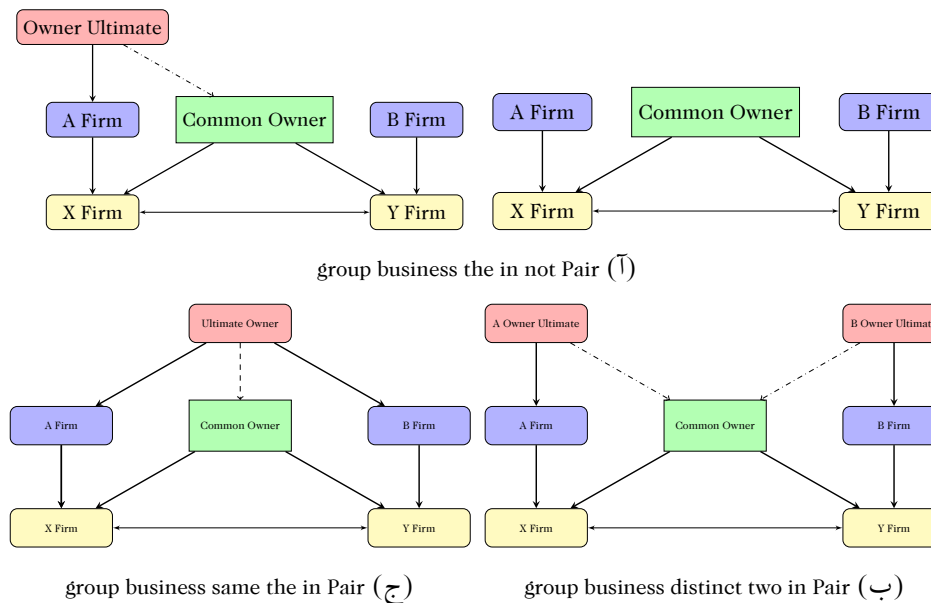 Owner Ultimate
A Firm
Common Owner
B Firm
X Firm
Y Firm
A Firm
Common Owner
B Firm
X Firm
Y Firm
group business the in not Pair (آ)
Ultimate Owner
A Firm
Common Owner
B Firm
X Firm
Y Firm
group business same the in Pair (ج)
A Owner Ultimate
B Owner Ultimate
A Firm
Common Owner
B Firm
X Firm
Y Firm
group business distinct two in Pair (ب)